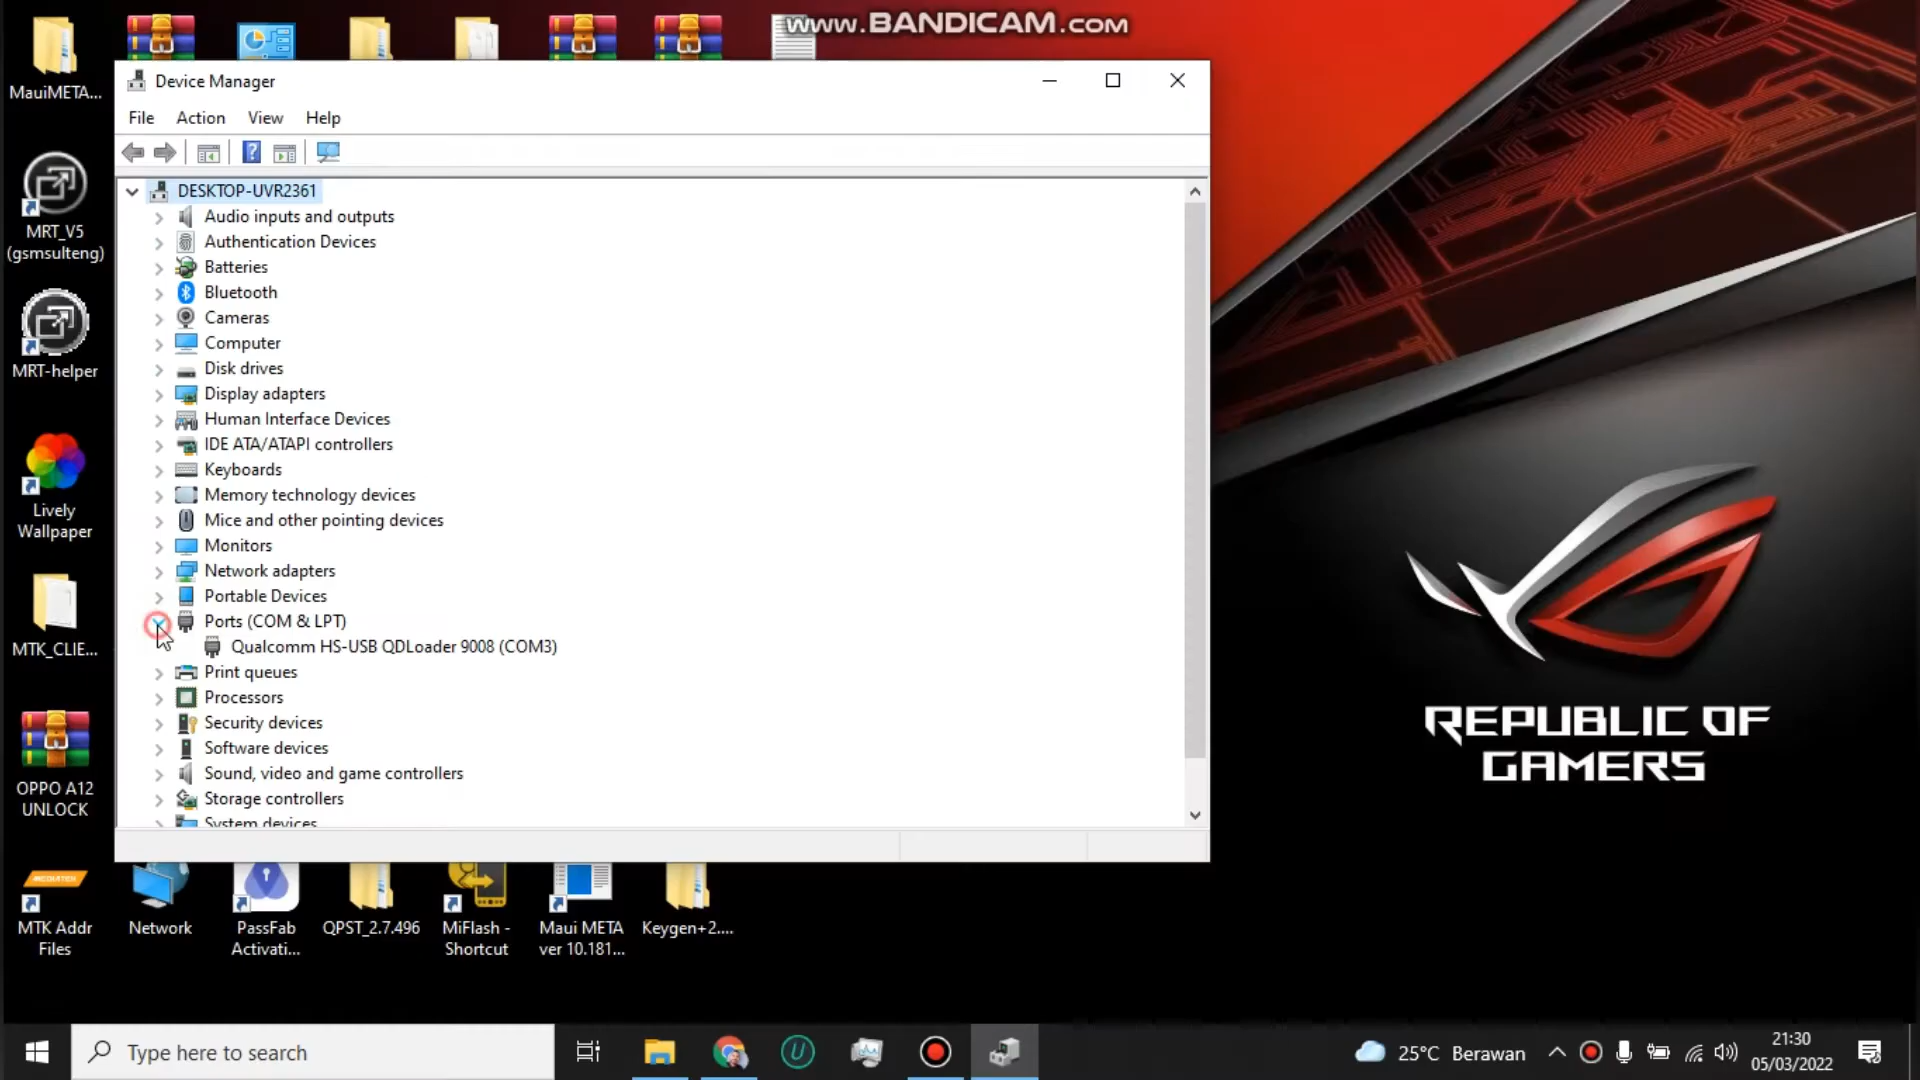 www.BANDICAM.com
MauiMETA...
Device Manager
File Action View Help
DESKTOP-UVR2361
Audio inputs and outputs
Authentication Devices
Batteries
Bluetooth
Cameras
Computer
Disk drives
Display adapters
Human Interface Devices
IDE ATA/ATAPI controllers
Keyboards
Memory technology devices
Mice and other pointing devices
Monitors
Network adapters
Portable Devices
Ports (COM & LPT)
Qualcomm HS-USB QDLoader 9008 (COM3)
Print queues
Processors
Security devices
Software devices
Sound, video and game controllers
Storage controllers
System devices
MRT_V5
(gsmsulteng)
MRT-helper
Lively
Wallpaper
MTK_CLIE...
OPPO A12
UNLOCK
MEDIATEK
MTK Addr
Files
Network
PassFab
Activati...
QPST_2.7.496
MiFlash -
Shortcut
Maui META
ver 10.181...
Keygen+2....
REPUBLIC OF
GAMERS
Type here to search
25°C Berawan
21:30
05/03/2022